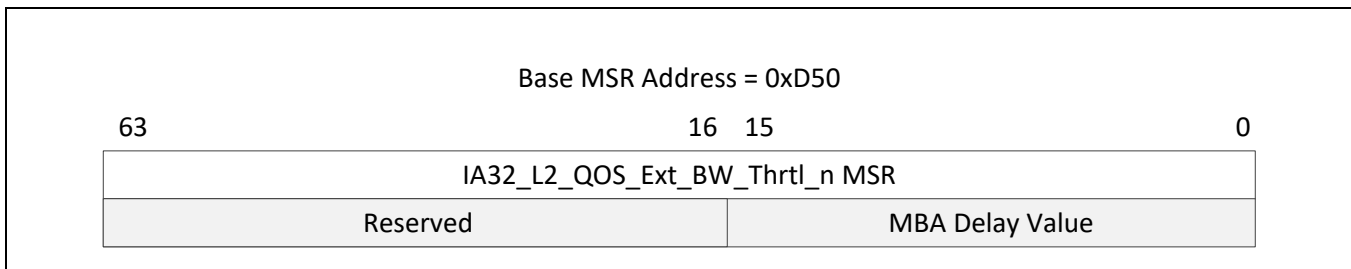 Base MSR Address = 0xD50
63 16 15 0
IA32_L2_QOS_Ext_BW_Thrtl_n MSR
Reserved MBA Delay Value